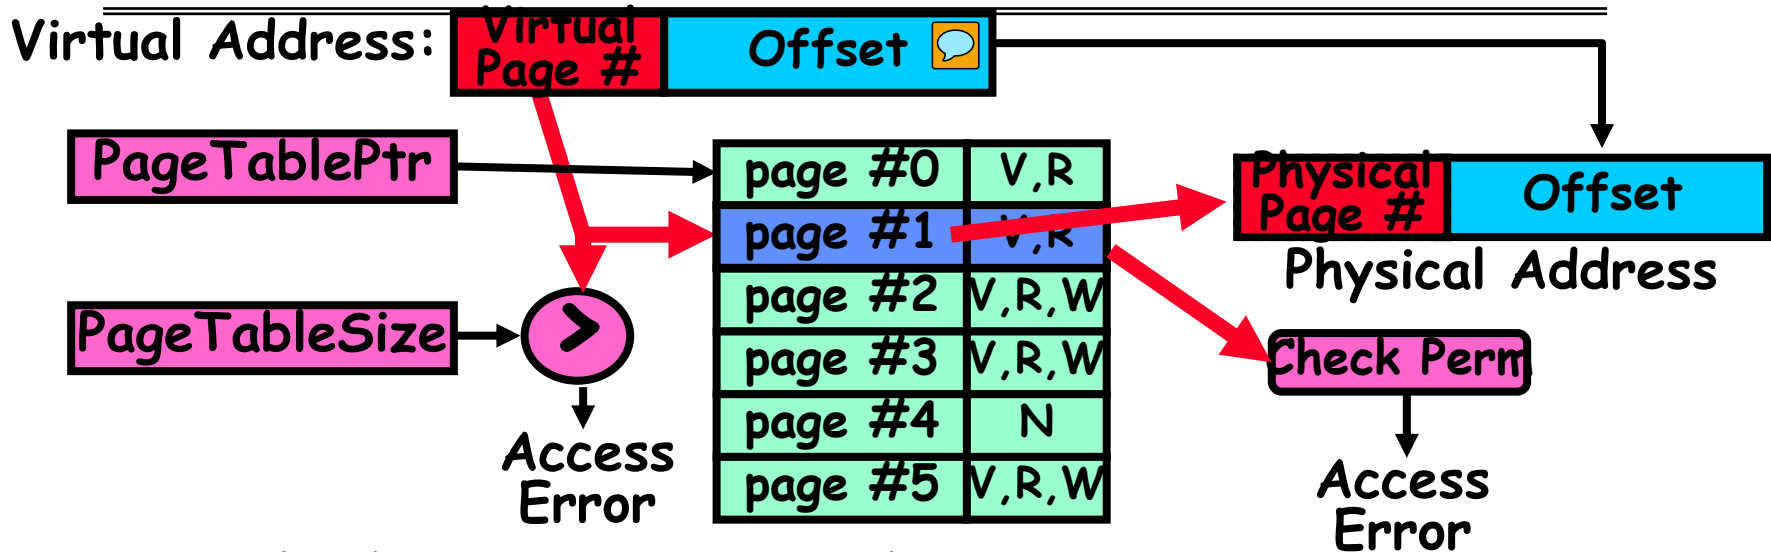 Virtual Address:
Virtual
Page #
Offset
PageTablePtr
page #0
V,R
Physical
Page #
Offset
page #1
V,R
Physical Address
page #2
V,R,W
PageTableSize
>
page #3
V,R,W
Check Perm
page #4
N
Access
Error
page #5
V,R,W
Access
Error